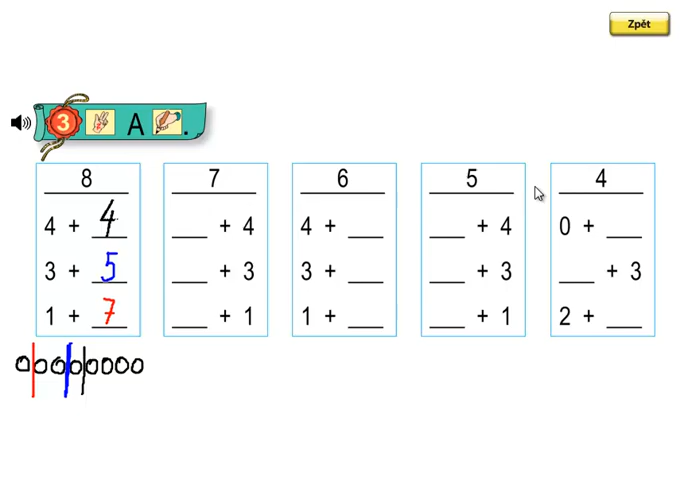 Zpět
3 A .
8 7 6 5 4
4 + 4 ___ + 4 4 + ___ ___ + 4 0 + ___
3 + 5 ___ + 3 3 + ___ ___ + 3 ___ + 3
1 + 7 ___ + 1 1 + ___ ___ + 1 2 + ___